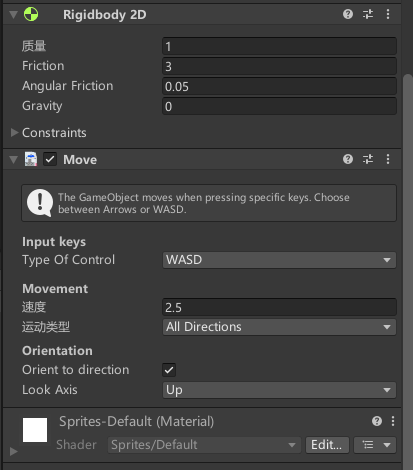 Rigidbody 2D
质量 1
Friction 3
Angular Friction 0.05
Gravity 0
Constraints
Move
The GameObject moves when pressing specific keys. Choose
between Arrows or WASD.
Input keys
Type Of Control WASD
Movement
速度 2.5
运动类型 All Directions
Orientation
Orient to direction
Look Axis Up
Sprites-Default (Material)
Shader Sprites/Default Edit...